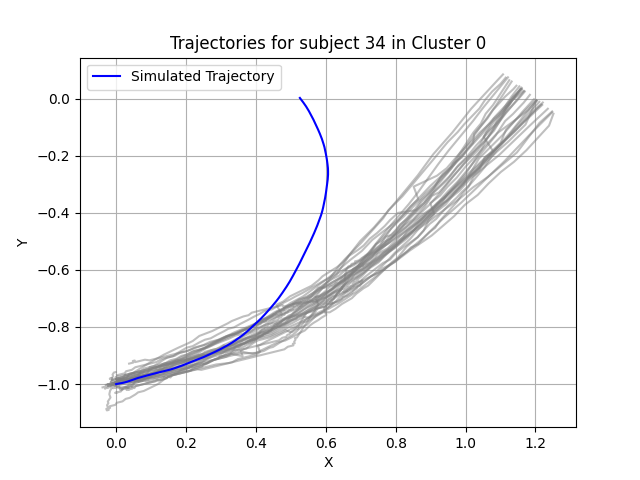 Trajectories for subject 34 in Cluster 0
Simulated Trajectory
0.0
−0.2
−0.4
−0.6
−0.8
−1.0
Y
0.0 0.2 0.4 0.6 0.8 1.0 1.2
X